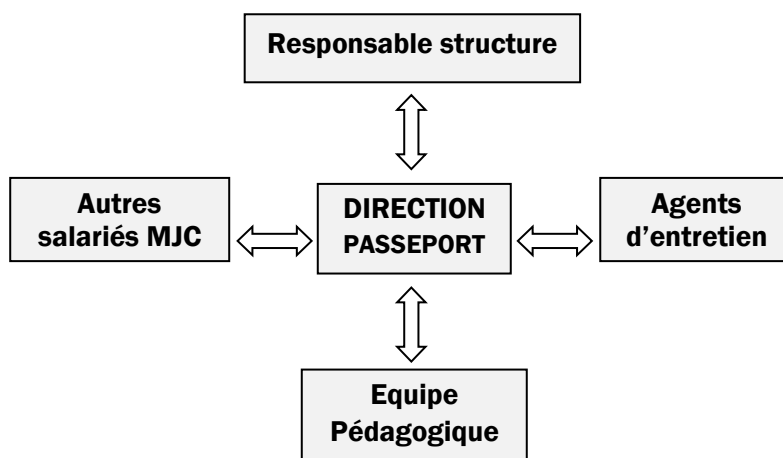 Responsable structure
Autres
salariés MJC
DIRECTION
PASSEPORT
Agents
d’entretien
Equipe
Pédagogique